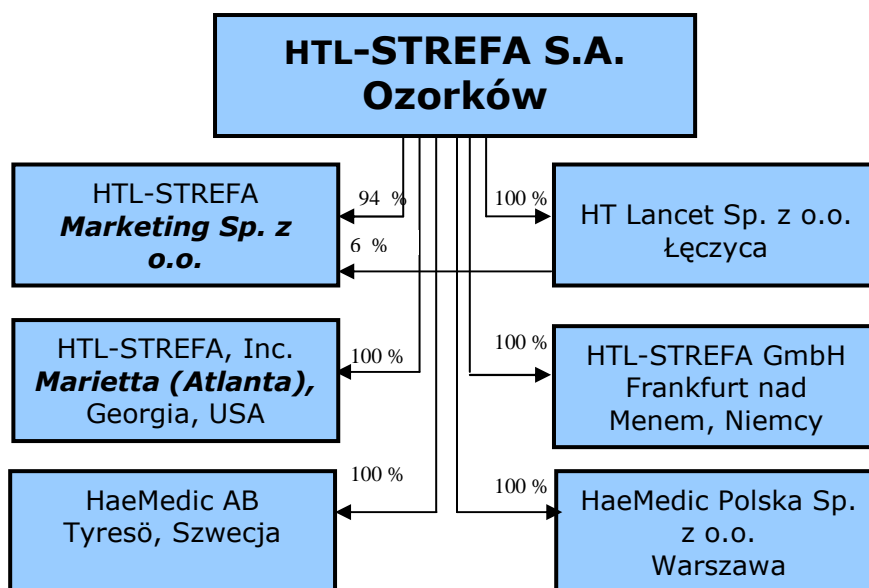 HTL-STREFA S.A.
Ozorków
HTL-STREFA
Marketing Sp. z
o.o.
94 %
100 %
HT Lancet Sp. z o.o.
Łęczyca
6 %
HTL-STREFA, Inc.
Marietta (Atlanta),
Georgia, USA
100 %
100 %
HTL-STREFA GmbH
Frankfurt nad
Menem, Niemcy
HaeMedic AB
Tyresö, Szwecja
100 %
100 %
HaeMedic Polska Sp.
z o.o.
Warszawa